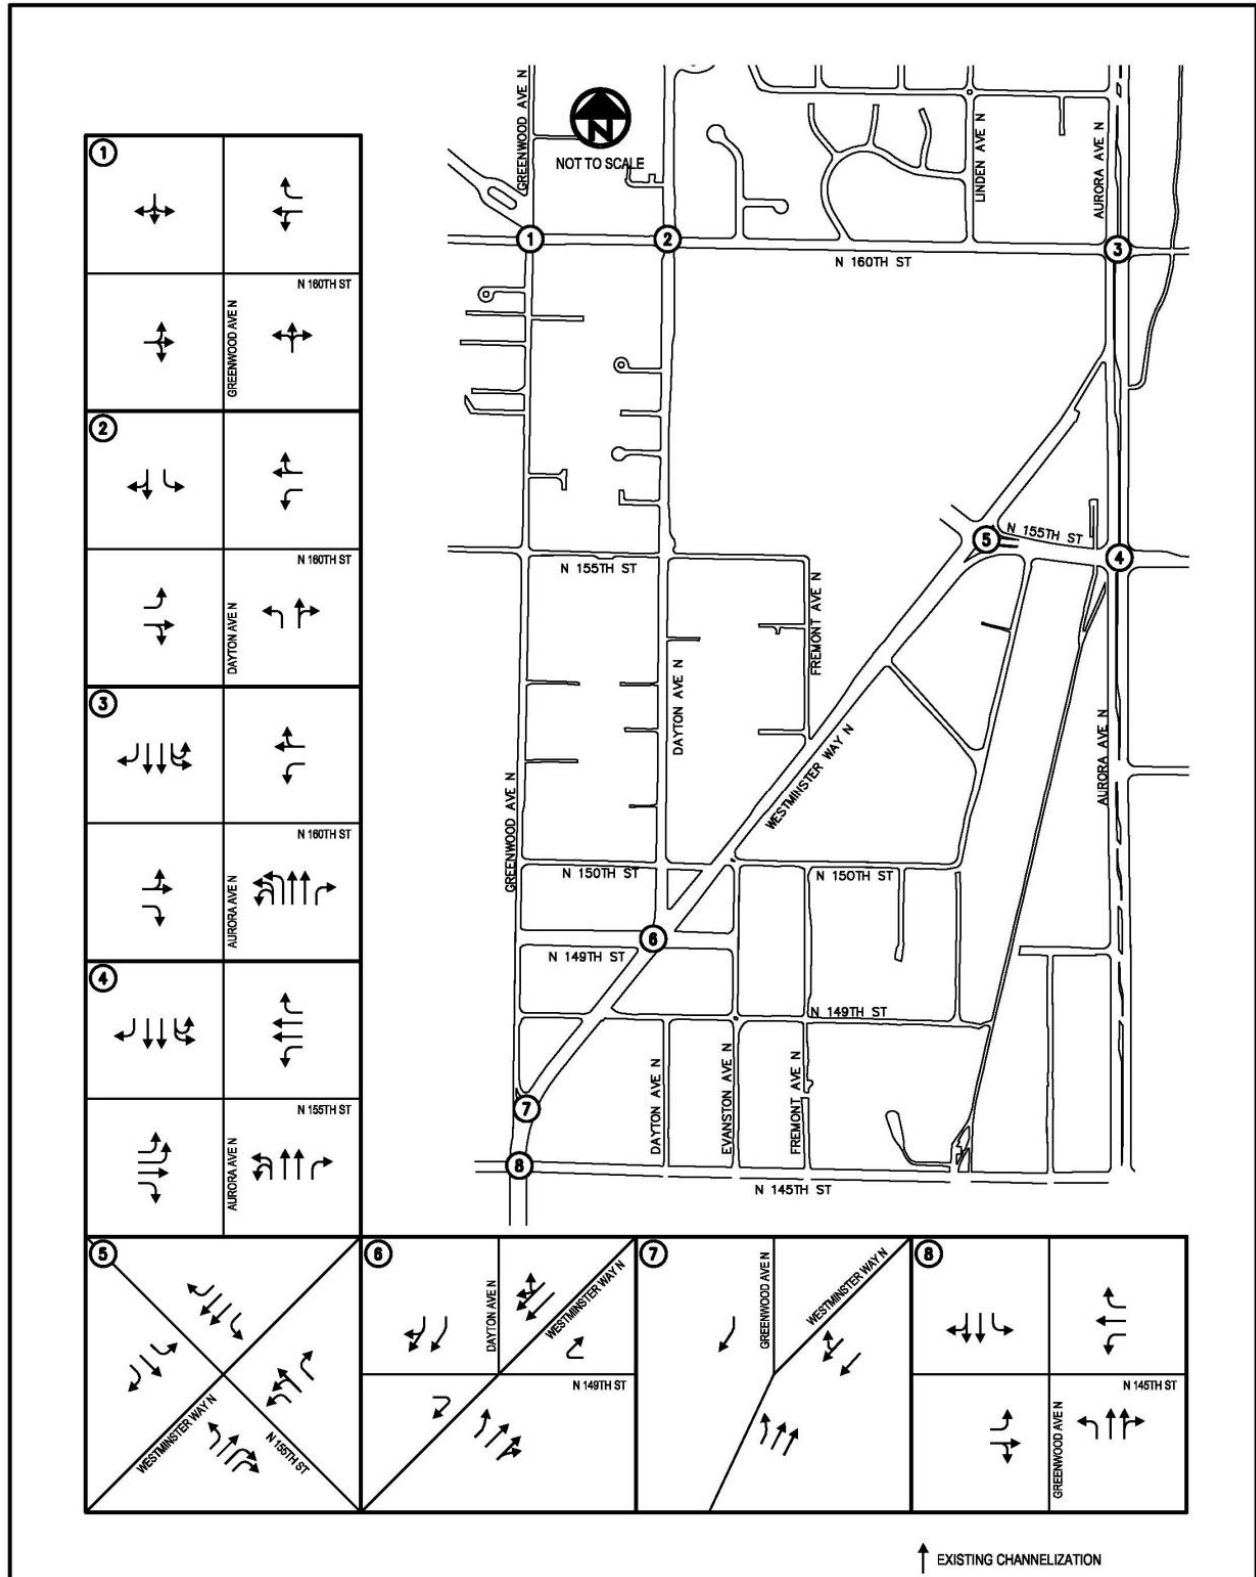 GREENWOOD AVE N
N
NOT TO SCALE
LINDEN AVE N
AURORA AVE N
1
2
3
N 160TH ST
5
N 155TH ST
4
N 155TH ST
FREMONT AVE N
DAYTON AVE N
WESTMINSTER WAY N
AURORA AVE N
GREENWOOD AVE N
N 150TH ST
N 150TH ST
6
N 149TH ST
N 149TH ST
DAYTON AVE N
EVANSTON AVE N
FREMONT AVE N
7
8
N 145TH ST
1
N 160TH ST
GREENWOOD AVE N
2
N 160TH ST
DAYTON AVE N
3
N 160TH ST
AURORA AVE N
4
N 155TH ST
AURORA AVE N
5
WESTMINSTER WAY N
N 155TH ST
6
DAYTON AVE N
WESTMINSTER WAY N
N 149TH ST
7
GREENWOOD AVE N
WESTMINSTER WAY N
8
N 145TH ST
GREENWOOD AVE N
EXISTING CHANNELIZATION